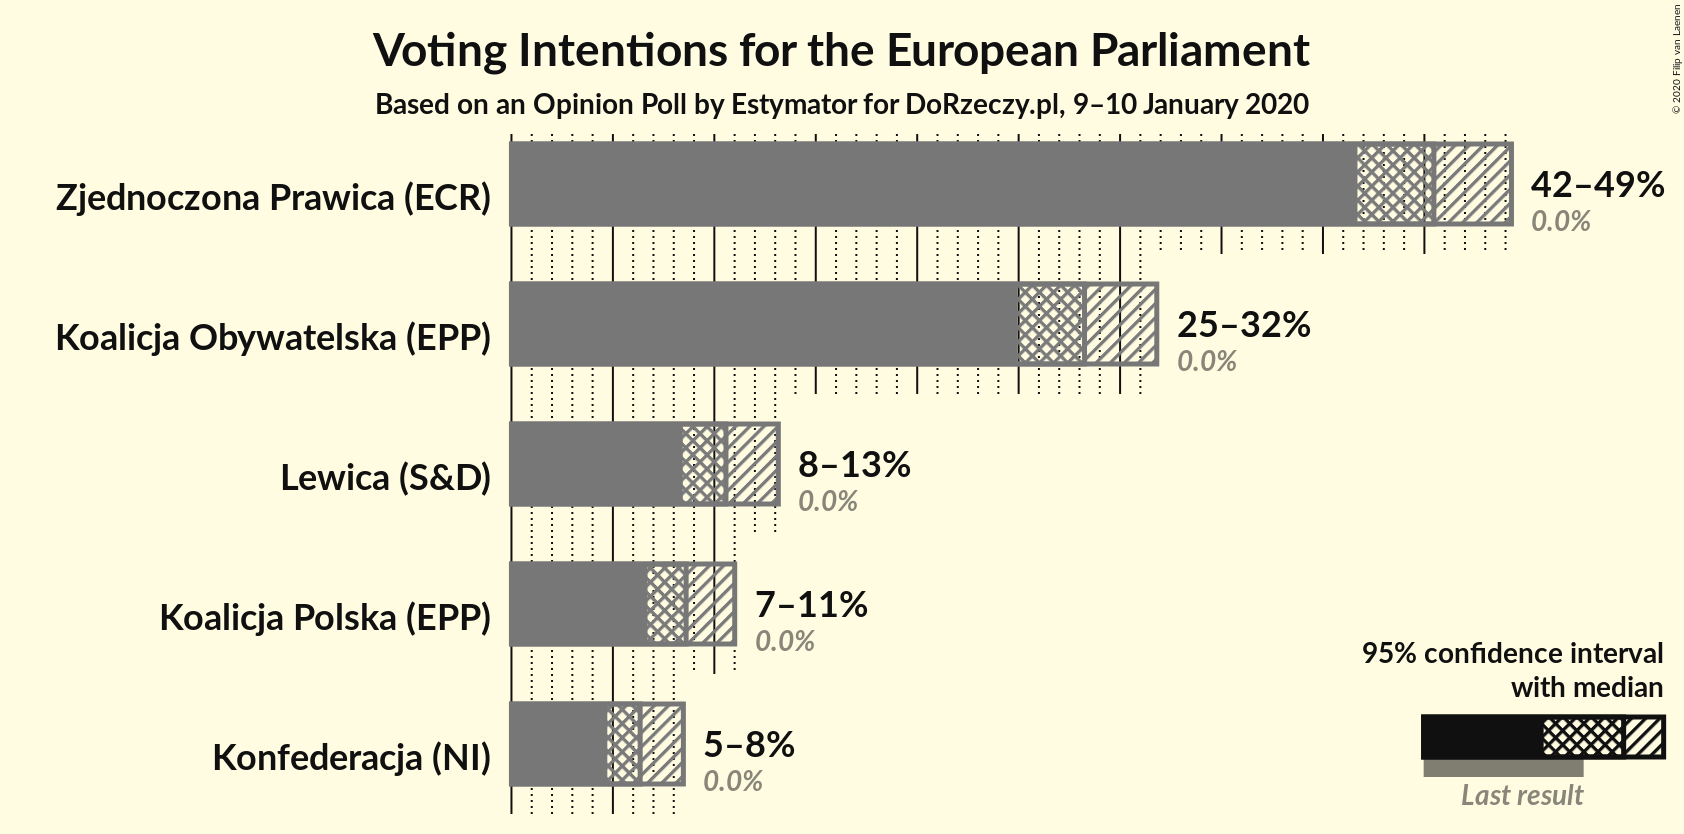 Voting Intentions for the European Parliament
Based on an Opinion Poll by Estymator for DoRzeczy.pl, 9–10 January 2020
© 2020 Filip van Laenen
Zjednoczona Prawica (ECR)
42–49%
0.0%
Koalicja Obywatelska (EPP)
25–32%
0.0%
Lewica (S&D)
8–13%
0.0%
Koalicja Polska (EPP)
7–11%
0.0%
Konfederacja (NI)
5–8%
0.0%
95% confidence interval
with median
Last result